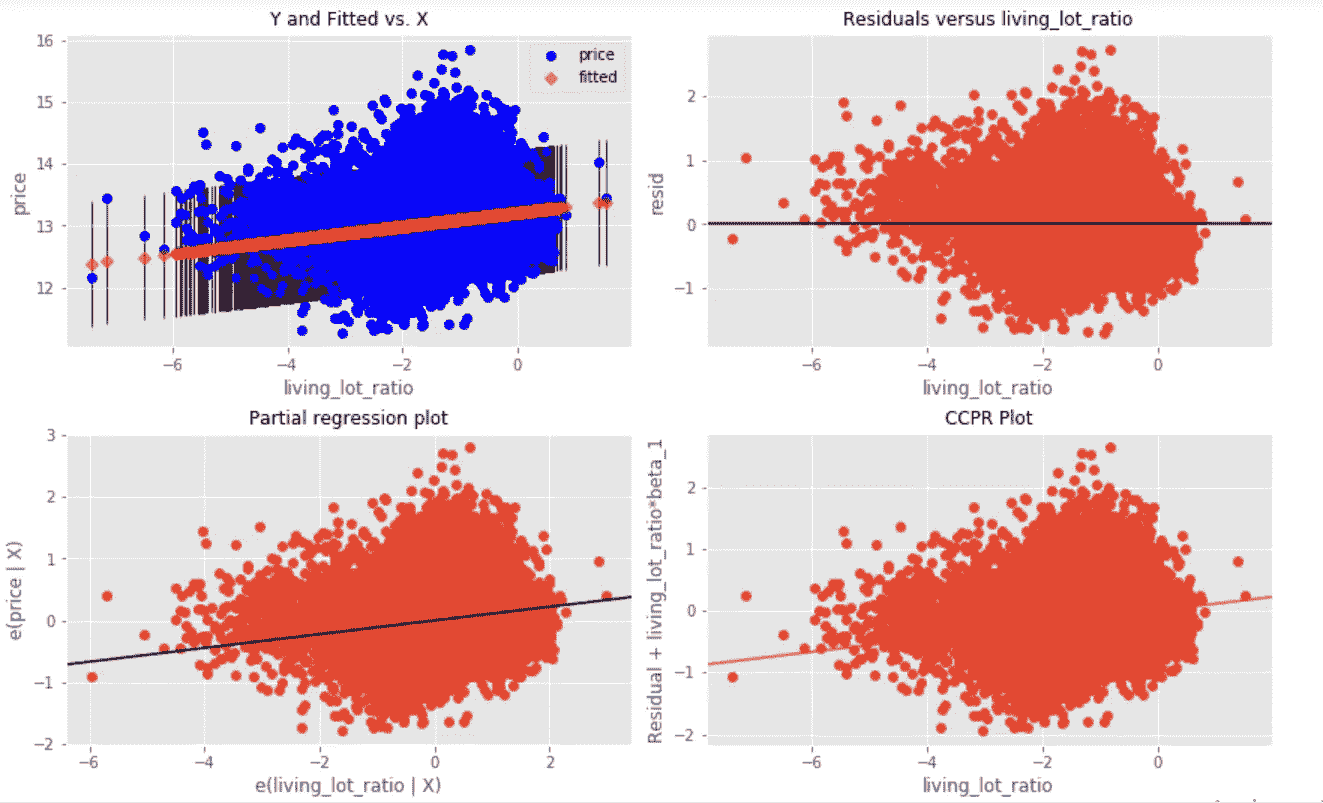 Y and Fitted vs. X
16
15
14
13
12
price
price
fitted
−6
−4
−2
0
living_lot_ratio
Residuals versus living_lot_ratio
2
1
0
−1
resid
−6
−4
−2
0
living_lot_ratio
Partial regression plot
3
2
1
0
−1
−2
e(price | X)
−6
−4
−2
0
2
e(living_lot_ratio | X)
CCPR Plot
2
1
0
−1
−2
Residual + living_lot_ratio*beta_1
−6
−4
−2
0
living_lot_ratio